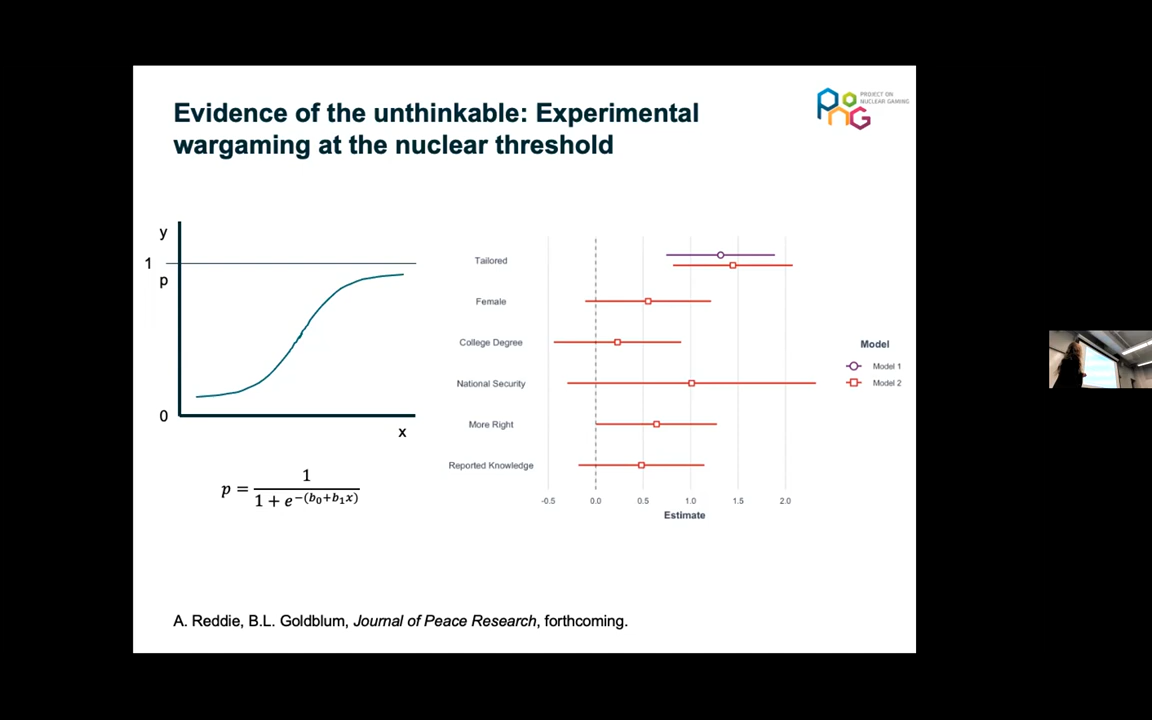 Evidence of the unthinkable: Experimental
wargaming at the nuclear threshold
PoNG
PROJECT ON
NUCLEAR GAMING
y
1
p
0
x
p = 1 / (1 + e^−(b₀+b₁x))
Tailored
Female
College Degree
National Security
More Right
Reported Knowledge
-0.5 0.0 0.5 1.0 1.5 2.0
Estimate
Model
Model 1
Model 2
A. Reddie, B.L. Goldblum, Journal of Peace Research, forthcoming.